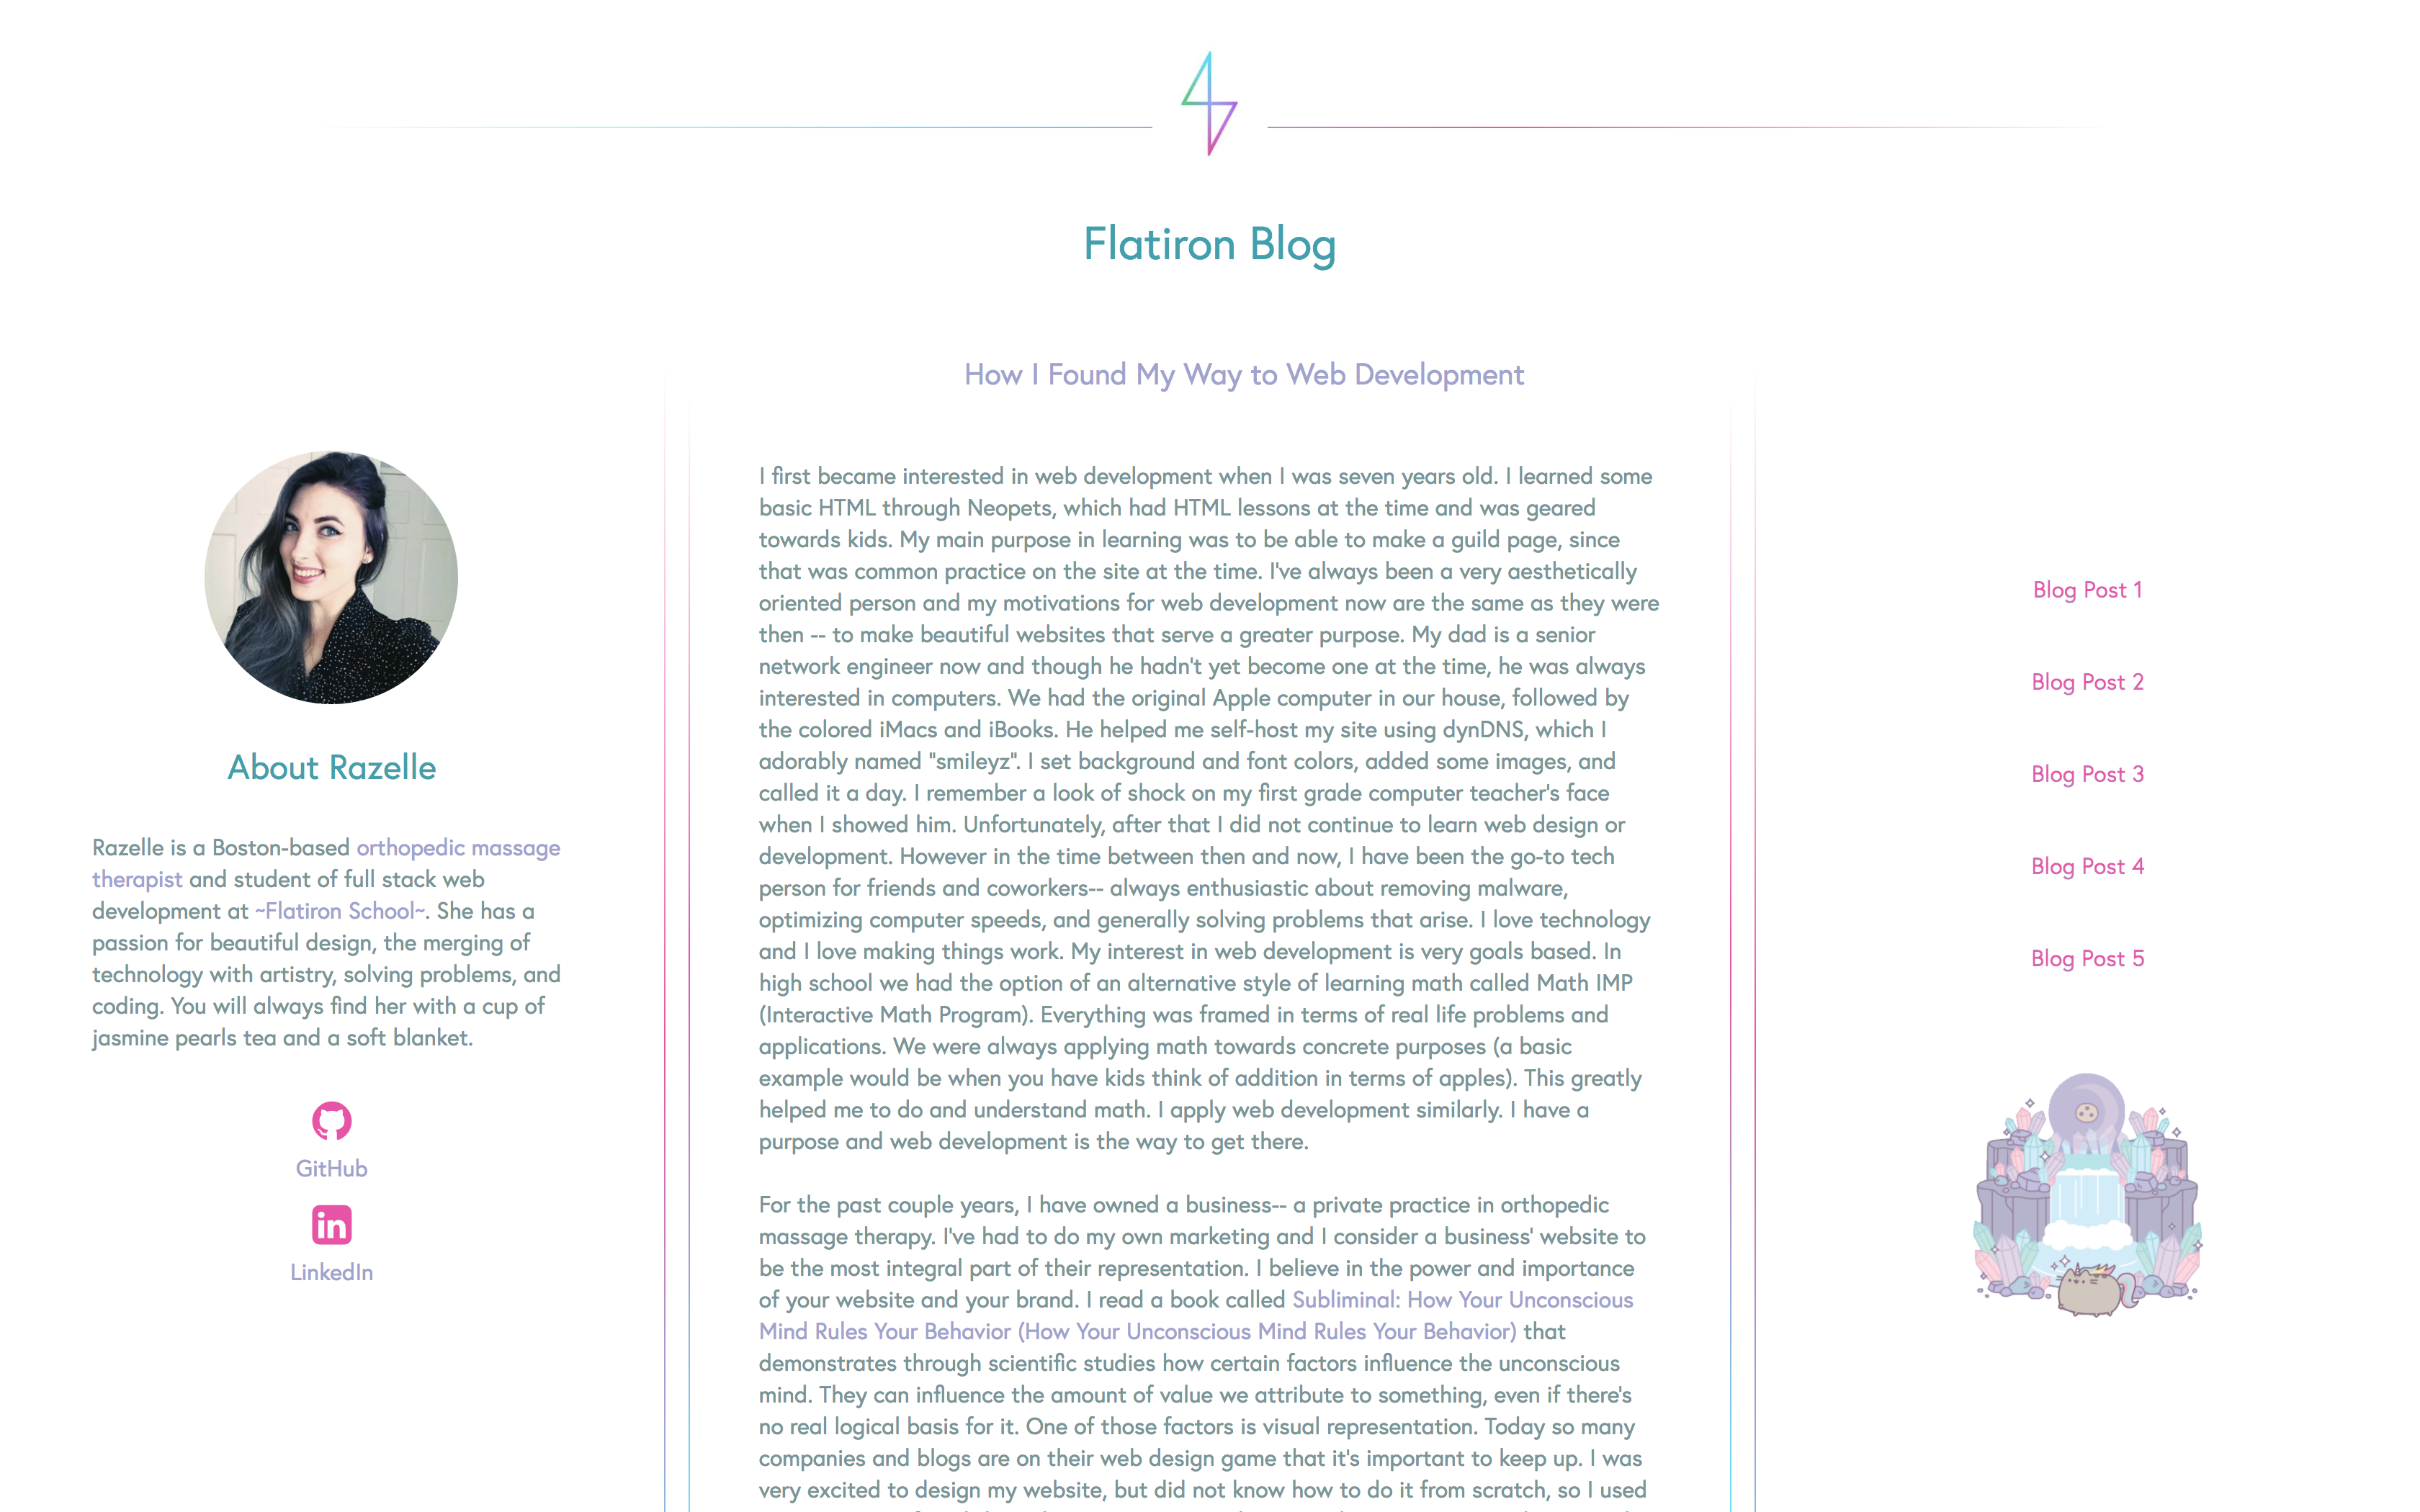 Flatiron Blog
About Razelle
Razelle is a Boston-based orthopedic massage
therapist and student of full stack web
development at ~Flatiron School~. She has a
passion for beautiful design, the merging of
technology with artistry, solving problems, and
coding. You will always find her with a cup of
jasmine pearls tea and a soft blanket.
GitHub
LinkedIn
How I Found My Way to Web Development
I first became interested in web development when I was seven years old. I learned some
basic HTML through Neopets, which had HTML lessons at the time and was geared
towards kids. My main purpose in learning was to be able to make a guild page, since
that was common practice on the site at the time. I've always been a very aesthetically
oriented person and my motivations for web development now are the same as they were
then -- to make beautiful websites that serve a greater purpose. My dad is a senior
network engineer now and though he hadn't yet become one at the time, he was always
interested in computers. We had the original Apple computer in our house, followed by
the colored iMacs and iBooks. He helped me self-host my site using dynDNS, which I
adorably named "smileyz". I set background and font colors, added some images, and
called it a day. I remember a look of shock on my first grade computer teacher's face
when I showed him. Unfortunately, after that I did not continue to learn web design or
development. However in the time between then and now, I have been the go-to tech
person for friends and coworkers-- always enthusiastic about removing malware,
optimizing computer speeds, and generally solving problems that arise. I love technology
and I love making things work. My interest in web development is very goals based. In
high school we had the option of an alternative style of learning math called Math IMP
(Interactive Math Program). Everything was framed in terms of real life problems and
applications. We were always applying math towards concrete purposes (a basic
example would be when you have kids think of addition in terms of apples). This greatly
helped me to do and understand math. I apply web development similarly. I have a
purpose and web development is the way to get there.
For the past couple years, I have owned a business-- a private practice in orthopedic
massage therapy. I've had to do my own marketing and I consider a business' website to
be the most integral part of their representation. I believe in the power and importance
of your website and your brand. I read a book called Subliminal: How Your Unconscious
Mind Rules Your Behavior (How Your Unconscious Mind Rules Your Behavior) that
demonstrates through scientific studies how certain factors influence the unconscious
mind. They can influence the amount of value we attribute to something, even if there's
no real logical basis for it. One of those factors is visual representation. Today so many
companies and blogs are on their web design game that it's important to keep up. I was
very excited to design my website, but did not know how to do it from scratch, so I used
Blog Post 1
Blog Post 2
Blog Post 3
Blog Post 4
Blog Post 5